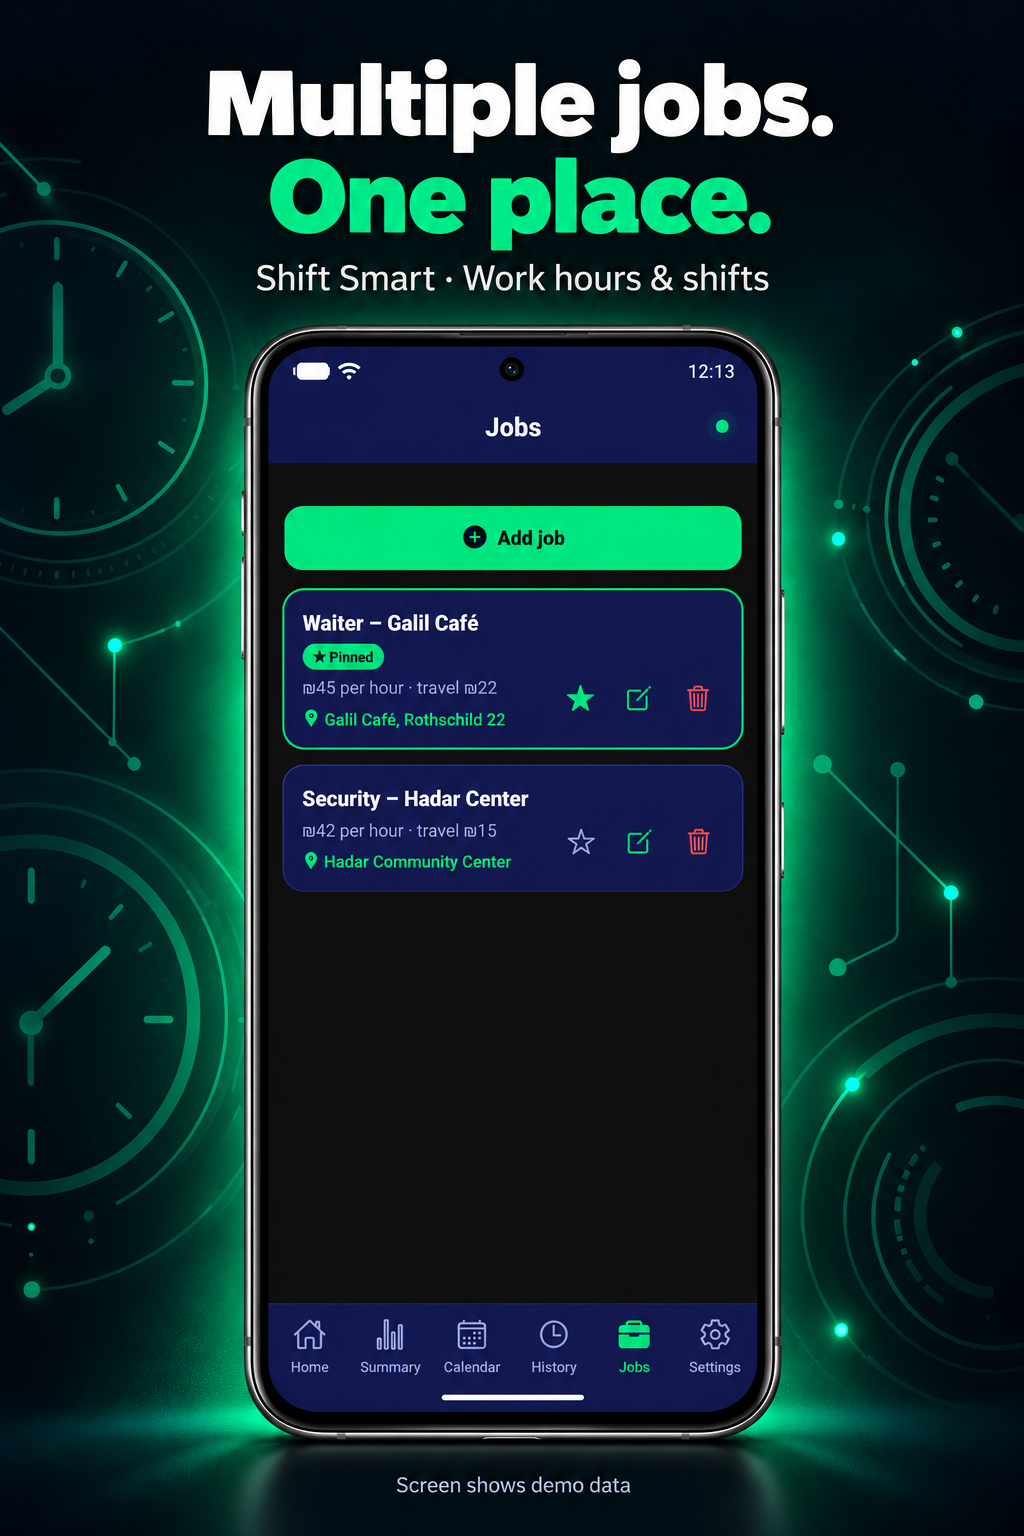 Multiple jobs.
One place.
Shift Smart · Work hours & shifts
12:13
Jobs
Add job
Waiter – Galil Café
★ Pinned
₪45 per hour · travel ₪22
Galil Café, Rothschild 22
Security – Hadar Center
₪42 per hour · travel ₪15
Hadar Community Center
Home Summary Calendar History Jobs Settings
Screen shows demo data